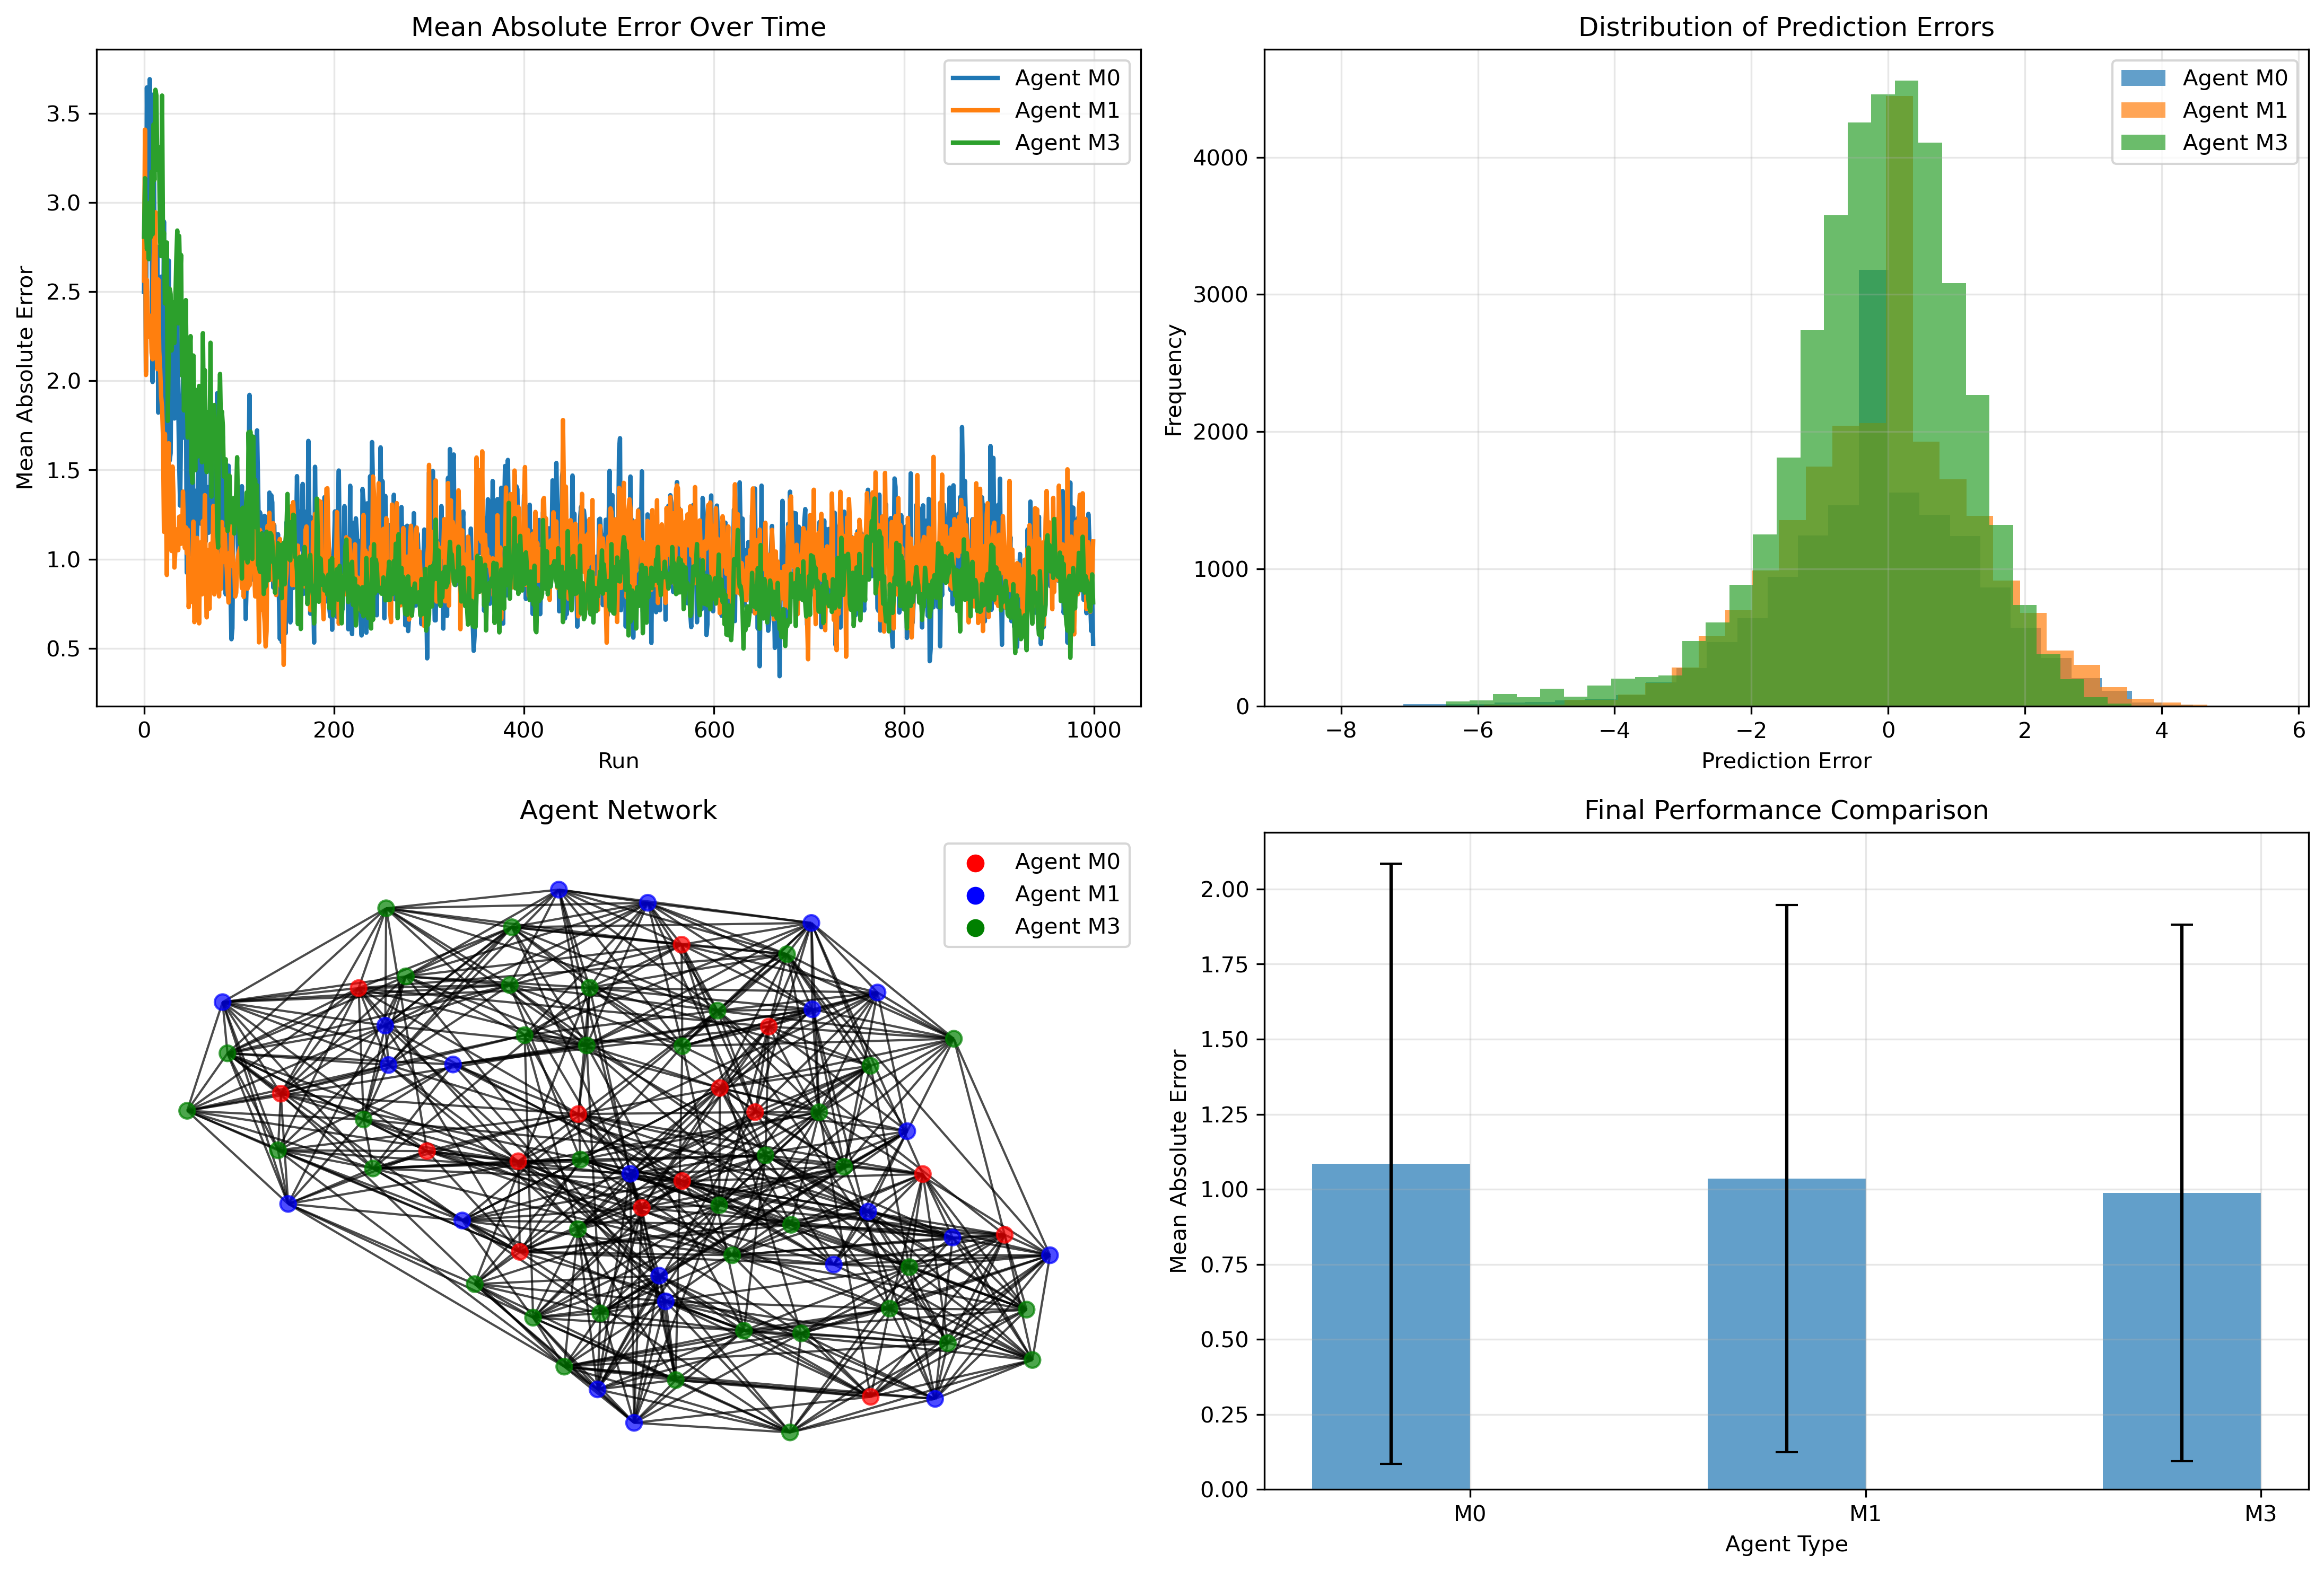 Mean Absolute Error Over Time
Mean Absolute Error
3.5
3.0
2.5
2.0
1.5
1.0
0.5
0 200 400 600 800 1000
Run
Agent M0
Agent M1
Agent M3
Distribution of Prediction Errors
Frequency
4000
3000
2000
1000
0
−8 −6 −4 −2 0 2 4 6
Prediction Error
Agent M0
Agent M1
Agent M3
Agent Network
Agent M0
Agent M1
Agent M3
Final Performance Comparison
Mean Absolute Error
2.00
1.75
1.50
1.25
1.00
0.75
0.50
0.25
0.00
M0 M1 M3
Agent Type